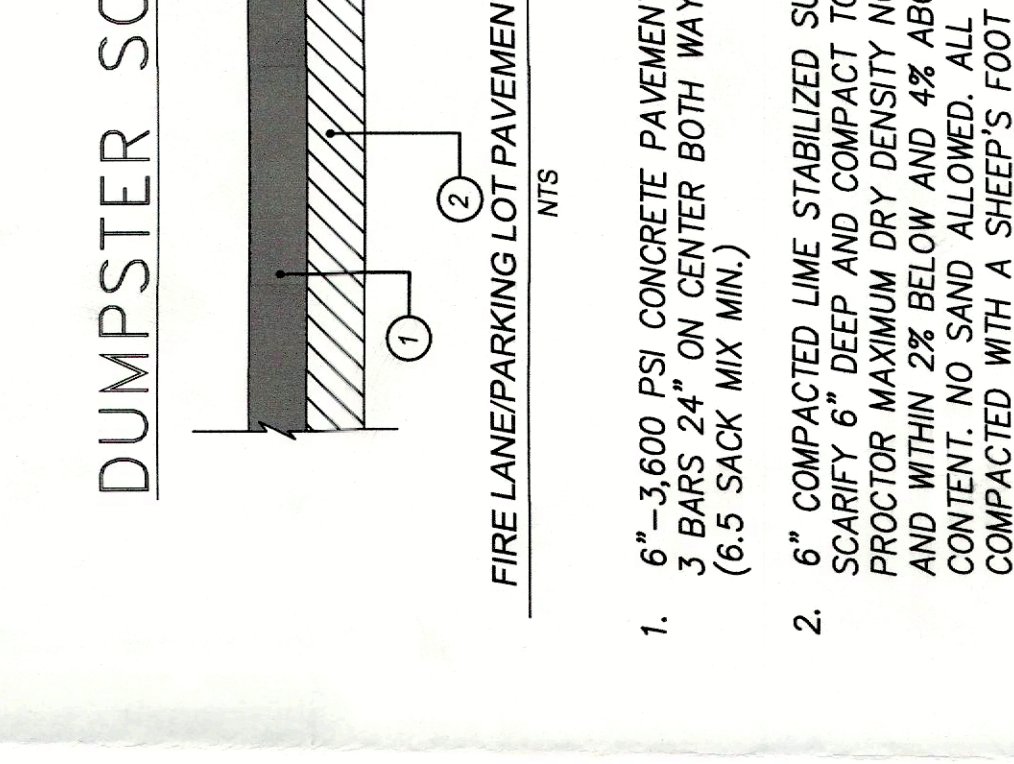 DUMPSTER SC
1
2
FIRE LANE/PARKING LOT PAVEMEN
NTS
1. 6"-3,600 PSI CONCRETE PAVEMENT
3 BARS 24" ON CENTER BOTH WAY
(6.5 SACK MIX MIN.)
2. 6" COMPACTED LIME STABILIZED SU
SCARIFY 6" DEEP AND COMPACT TO
PROCTOR MAXIMUM DRY DENSITY NO
AND WITHIN 2% BELOW AND 4% ABO
CONTENT. NO SAND ALLOWED. ALL
COMPACTED WITH A SHEEP'S FOOT